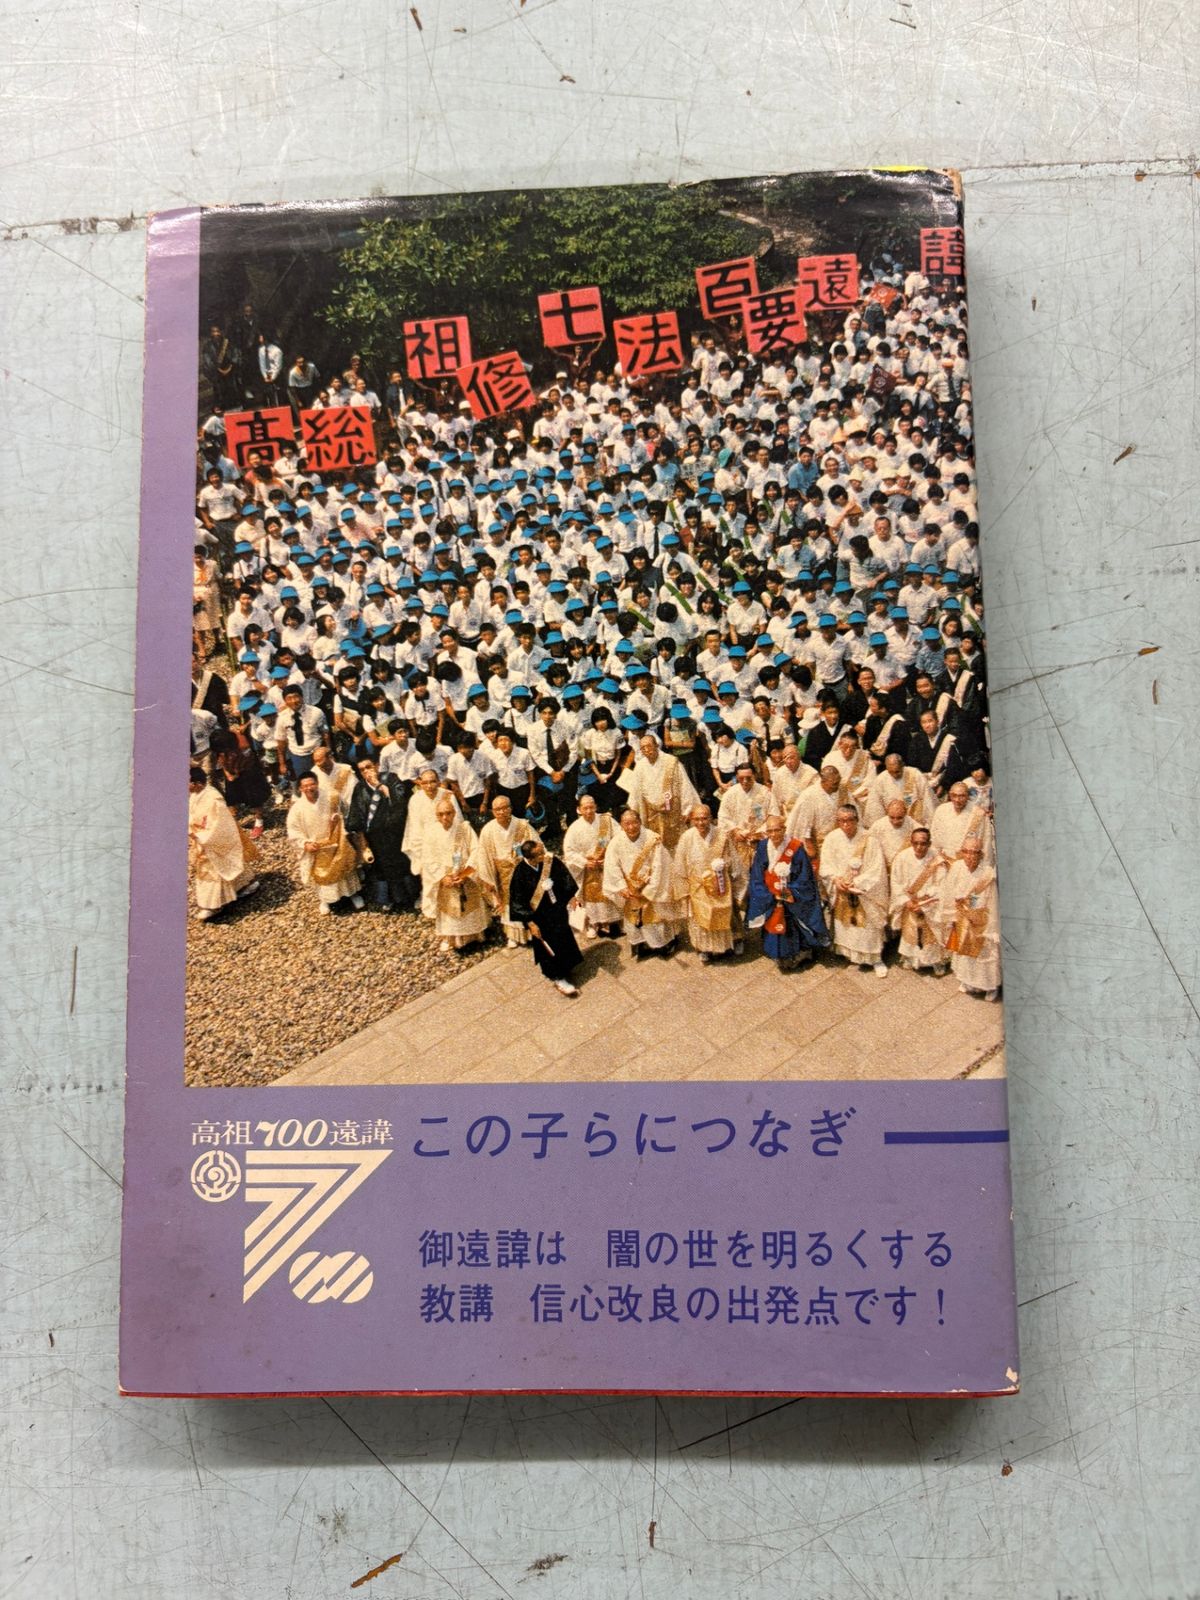 高祖七百遠諱
総修法要
高祖700遠諱
この子らにつなぎ―
御遠諱は 闇の世を明るくする
教講 信心改良の出発点です！